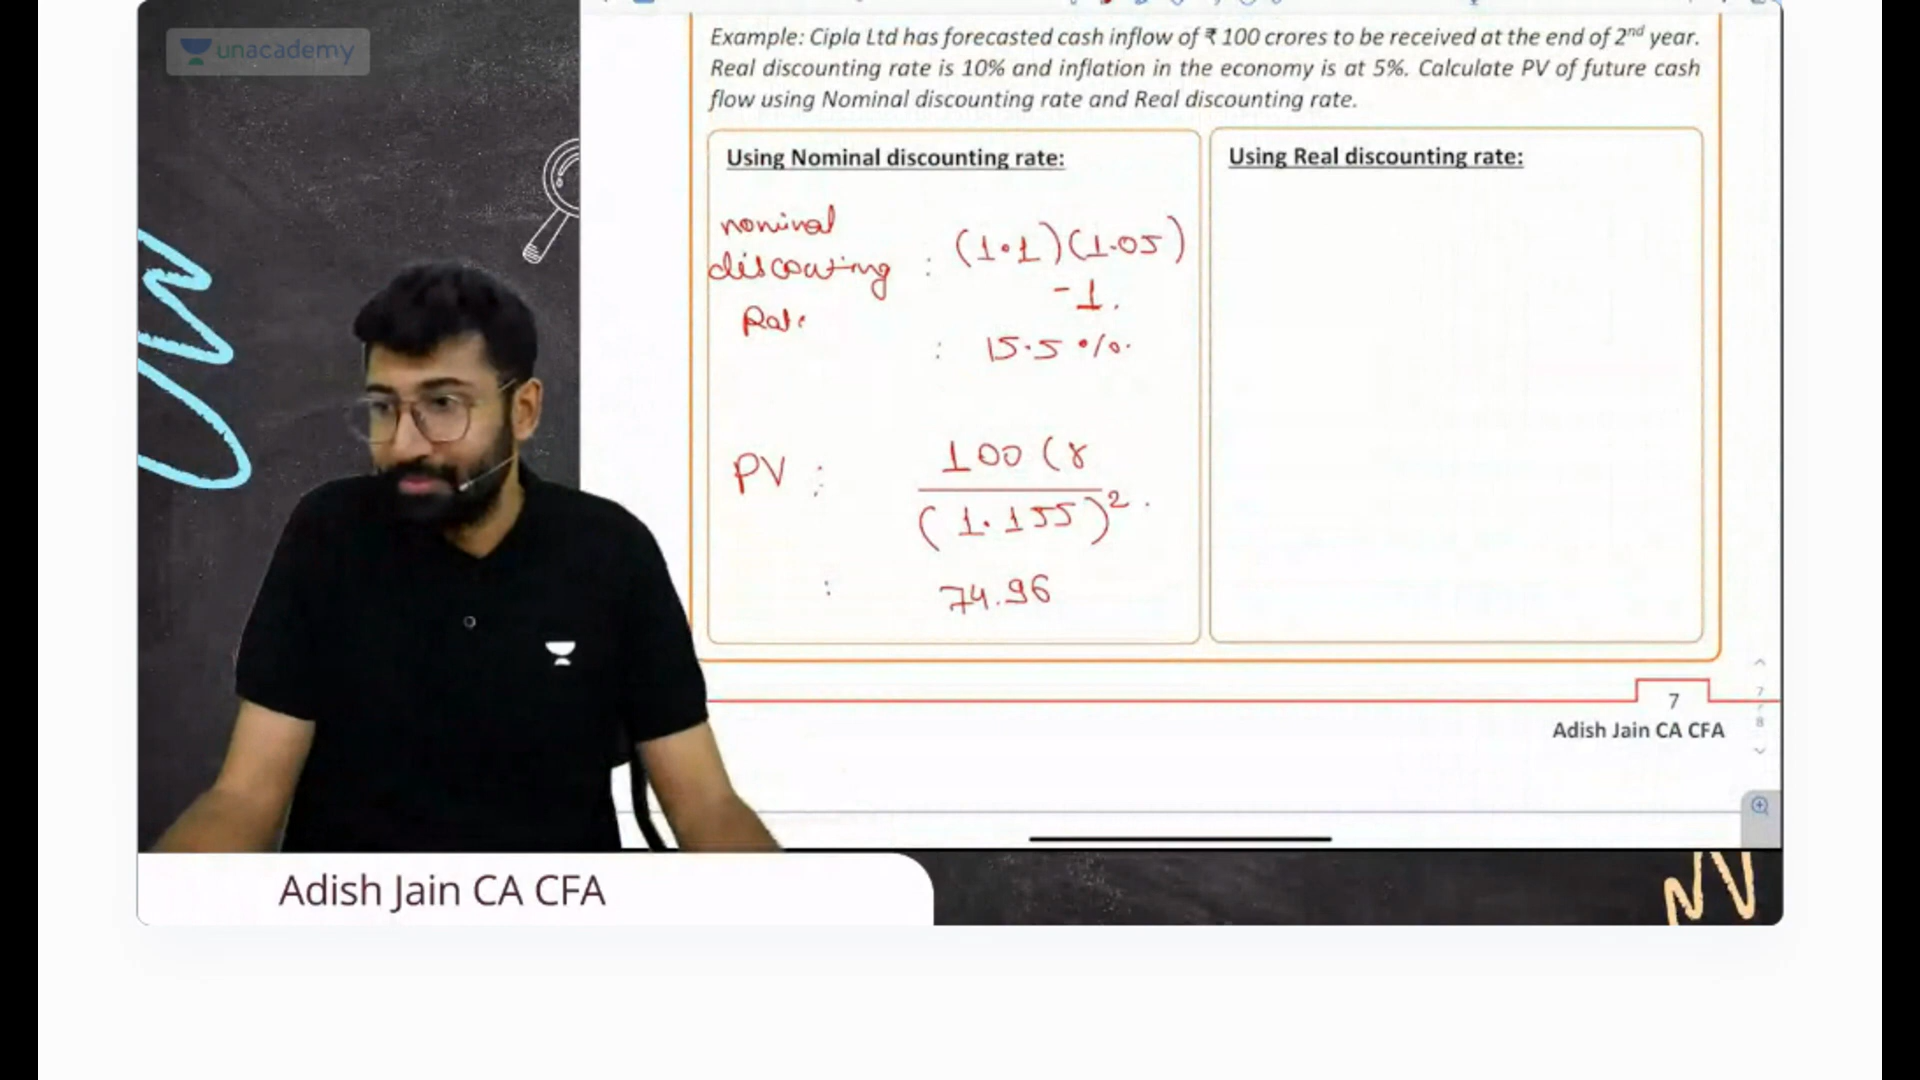 unacademy
Example: Cipla Ltd has forecasted cash inflow of ₹ 100 crores to be received at the end of 2nd year.
Real discounting rate is 10% and inflation in the economy is at 5%. Calculate PV of future cash
flow using Nominal discounting rate and Real discounting rate.
Using Nominal discounting rate:
nominal
discouting : (1.1)(1.05)
-1.
Rate
: 15.5 %.
PV : 100 (r
(1.155)2.
: 74.96
Using Real discounting rate:
7
Adish Jain CA CFA
7
/
8
Adish Jain CA CFA